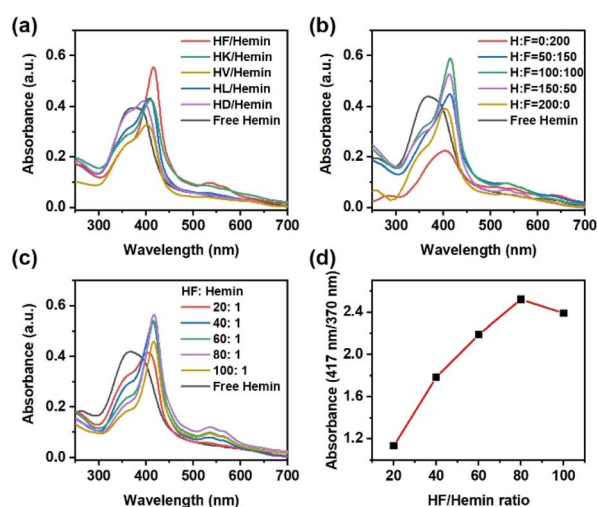 (a)
HF/Hemin
HK/Hemin
HV/Hemin
HL/Hemin
HD/Hemin
Free Hemin
Absorbance (a.u.)
0.6
0.4
0.2
0.0
300 400 500 600 700
Wavelength (nm)
(b)
H:F=0:200
H:F=50:150
H:F=100:100
H:F=150:50
H:F=200:0
Free Hemin
Absorbance (a.u.)
0.6
0.4
0.2
0.0
300 400 500 600 700
Wavelength (nm)
(c)
HF: Hemin
20: 1
40: 1
60: 1
80: 1
100: 1
Free Hemin
Absorbance (a.u.)
0.6
0.4
0.2
0.0
300 400 500 600 700
Wavelength (nm)
(d)
Absorbance (417 nm/370 nm)
2.4
2.0
1.6
1.2
20 40 60 80 100
HF/Hemin ratio